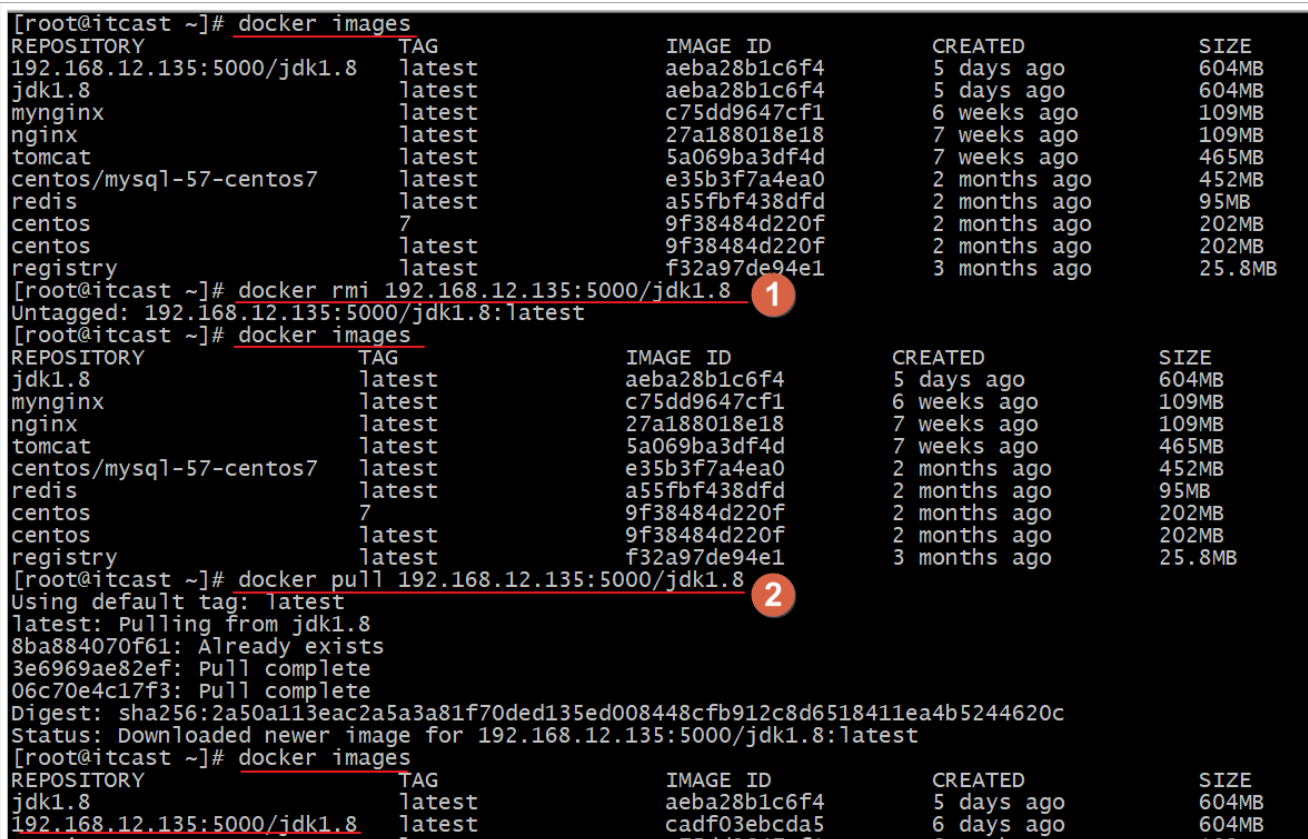 [root@itcast ~]# docker images
REPOSITORY TAG IMAGE ID CREATED SIZE
192.168.12.135:5000/jdk1.8 latest aeba28b1c6f4 5 days ago 604MB
jdk1.8 latest aeba28b1c6f4 5 days ago 604MB
mynginx latest c75dd9647cf1 6 weeks ago 109MB
nginx latest 27a188018e18 7 weeks ago 109MB
tomcat latest 5a069ba3df4d 7 weeks ago 465MB
centos/mysql-57-centos7 latest e35b3f7a4ea0 2 months ago 452MB
redis latest a55fbf438dfd 2 months ago 95MB
centos 7 9f38484d220f 2 months ago 202MB
centos latest 9f38484d220f 2 months ago 202MB
registry latest f32a97de94e1 3 months ago 25.8MB
[root@itcast ~]# docker rmi 192.168.12.135:5000/jdk1.8 1
Untagged: 192.168.12.135:5000/jdk1.8:latest
[root@itcast ~]# docker images
REPOSITORY TAG IMAGE ID CREATED SIZE
jdk1.8 latest aeba28b1c6f4 5 days ago 604MB
mynginx latest c75dd9647cf1 6 weeks ago 109MB
nginx latest 27a188018e18 7 weeks ago 109MB
tomcat latest 5a069ba3df4d 7 weeks ago 465MB
centos/mysql-57-centos7 latest e35b3f7a4ea0 2 months ago 452MB
redis latest a55fbf438dfd 2 months ago 95MB
centos 7 9f38484d220f 2 months ago 202MB
centos latest 9f38484d220f 2 months ago 202MB
registry latest f32a97de94e1 3 months ago 25.8MB
[root@itcast ~]# docker pull 192.168.12.135:5000/jdk1.8 2
Using default tag: latest
latest: Pulling from jdk1.8
8ba884070f61: Already exists
3e6969ae82ef: Pull complete
06c70e4c17f3: Pull complete
Digest: sha256:2a50a113eac2a5a3a81f70ded135ed008448cfb912c8d6518411ea4b5244620c
Status: Downloaded newer image for 192.168.12.135:5000/jdk1.8:latest
[root@itcast ~]# docker images
REPOSITORY TAG IMAGE ID CREATED SIZE
jdk1.8 latest aeba28b1c6f4 5 days ago 604MB
192.168.12.135:5000/jdk1.8 latest cadf03ebcda5 6 days ago 604MB